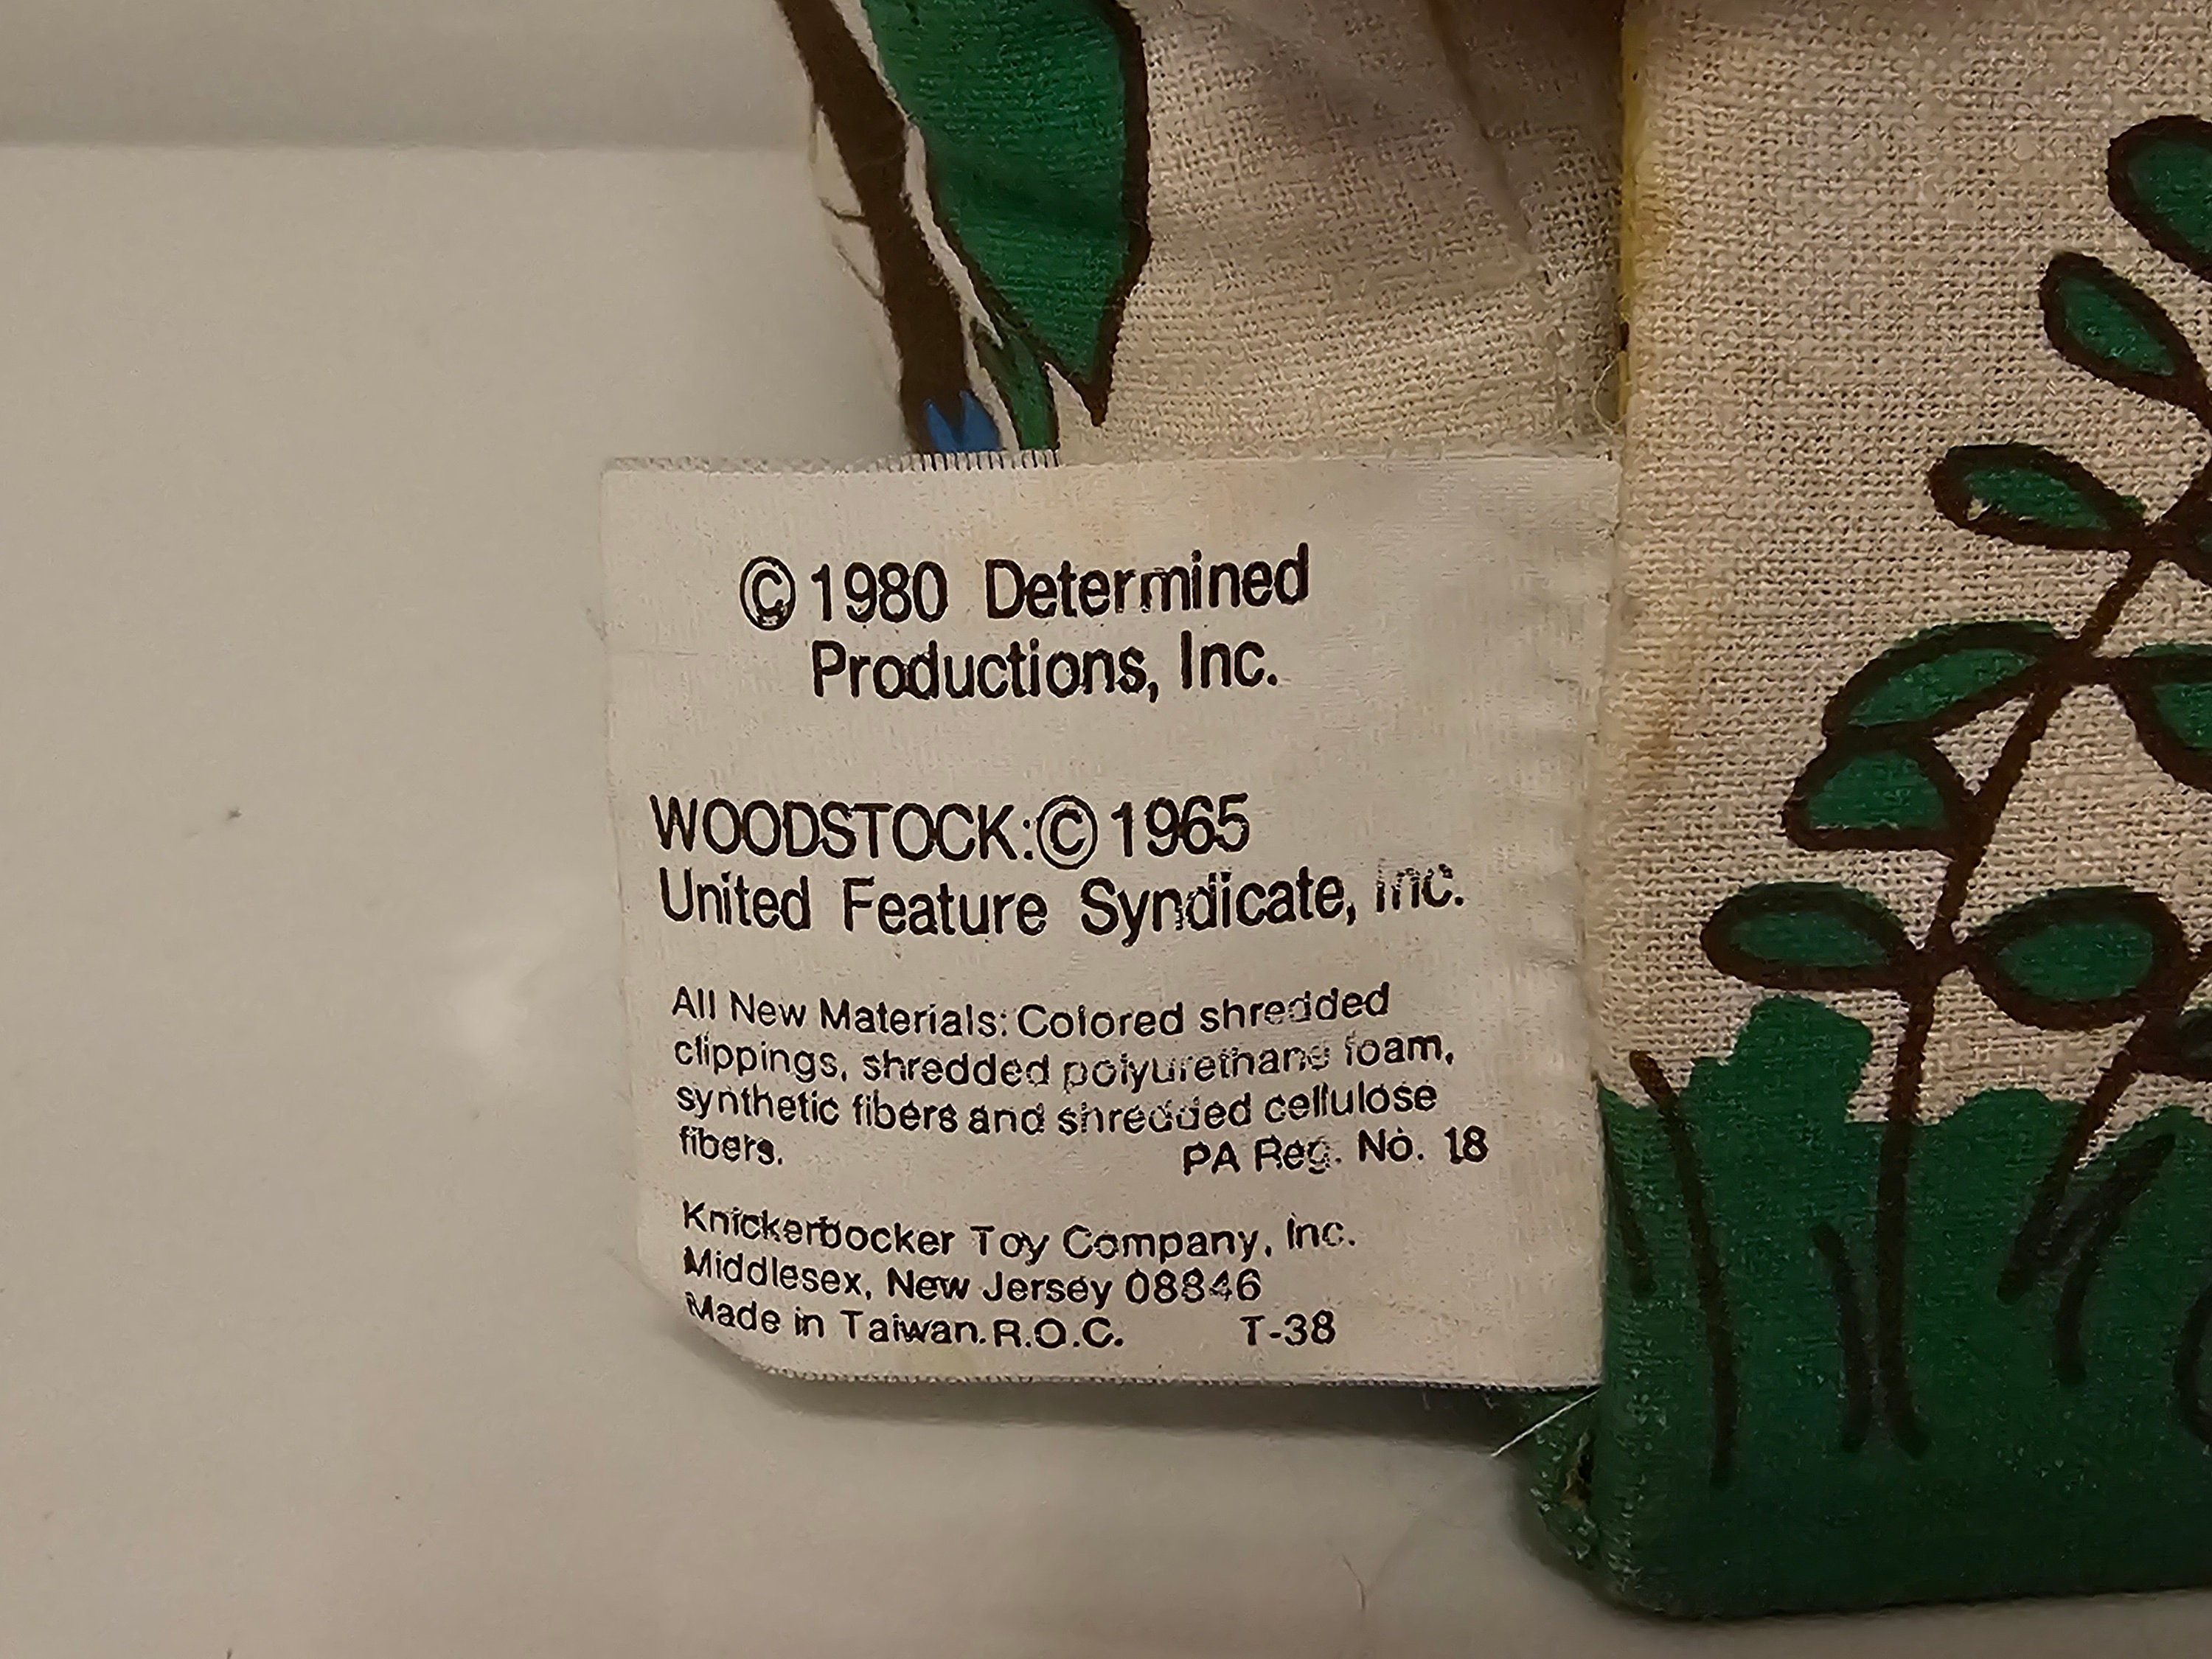 © 1980 Determined
Productions, Inc.
WOODSTOCK: © 1965
United Feature Syndicate, Inc.
All New Materials: Colored shredded
clippings, shredded polyurethane foam,
synthetic fibers and shredded cellulose
fibers. PA Reg. No. 18
Knickerbocker Toy Company, Inc.
Middlesex, New Jersey 08846
Made in Taiwan. R.O.C. T-38